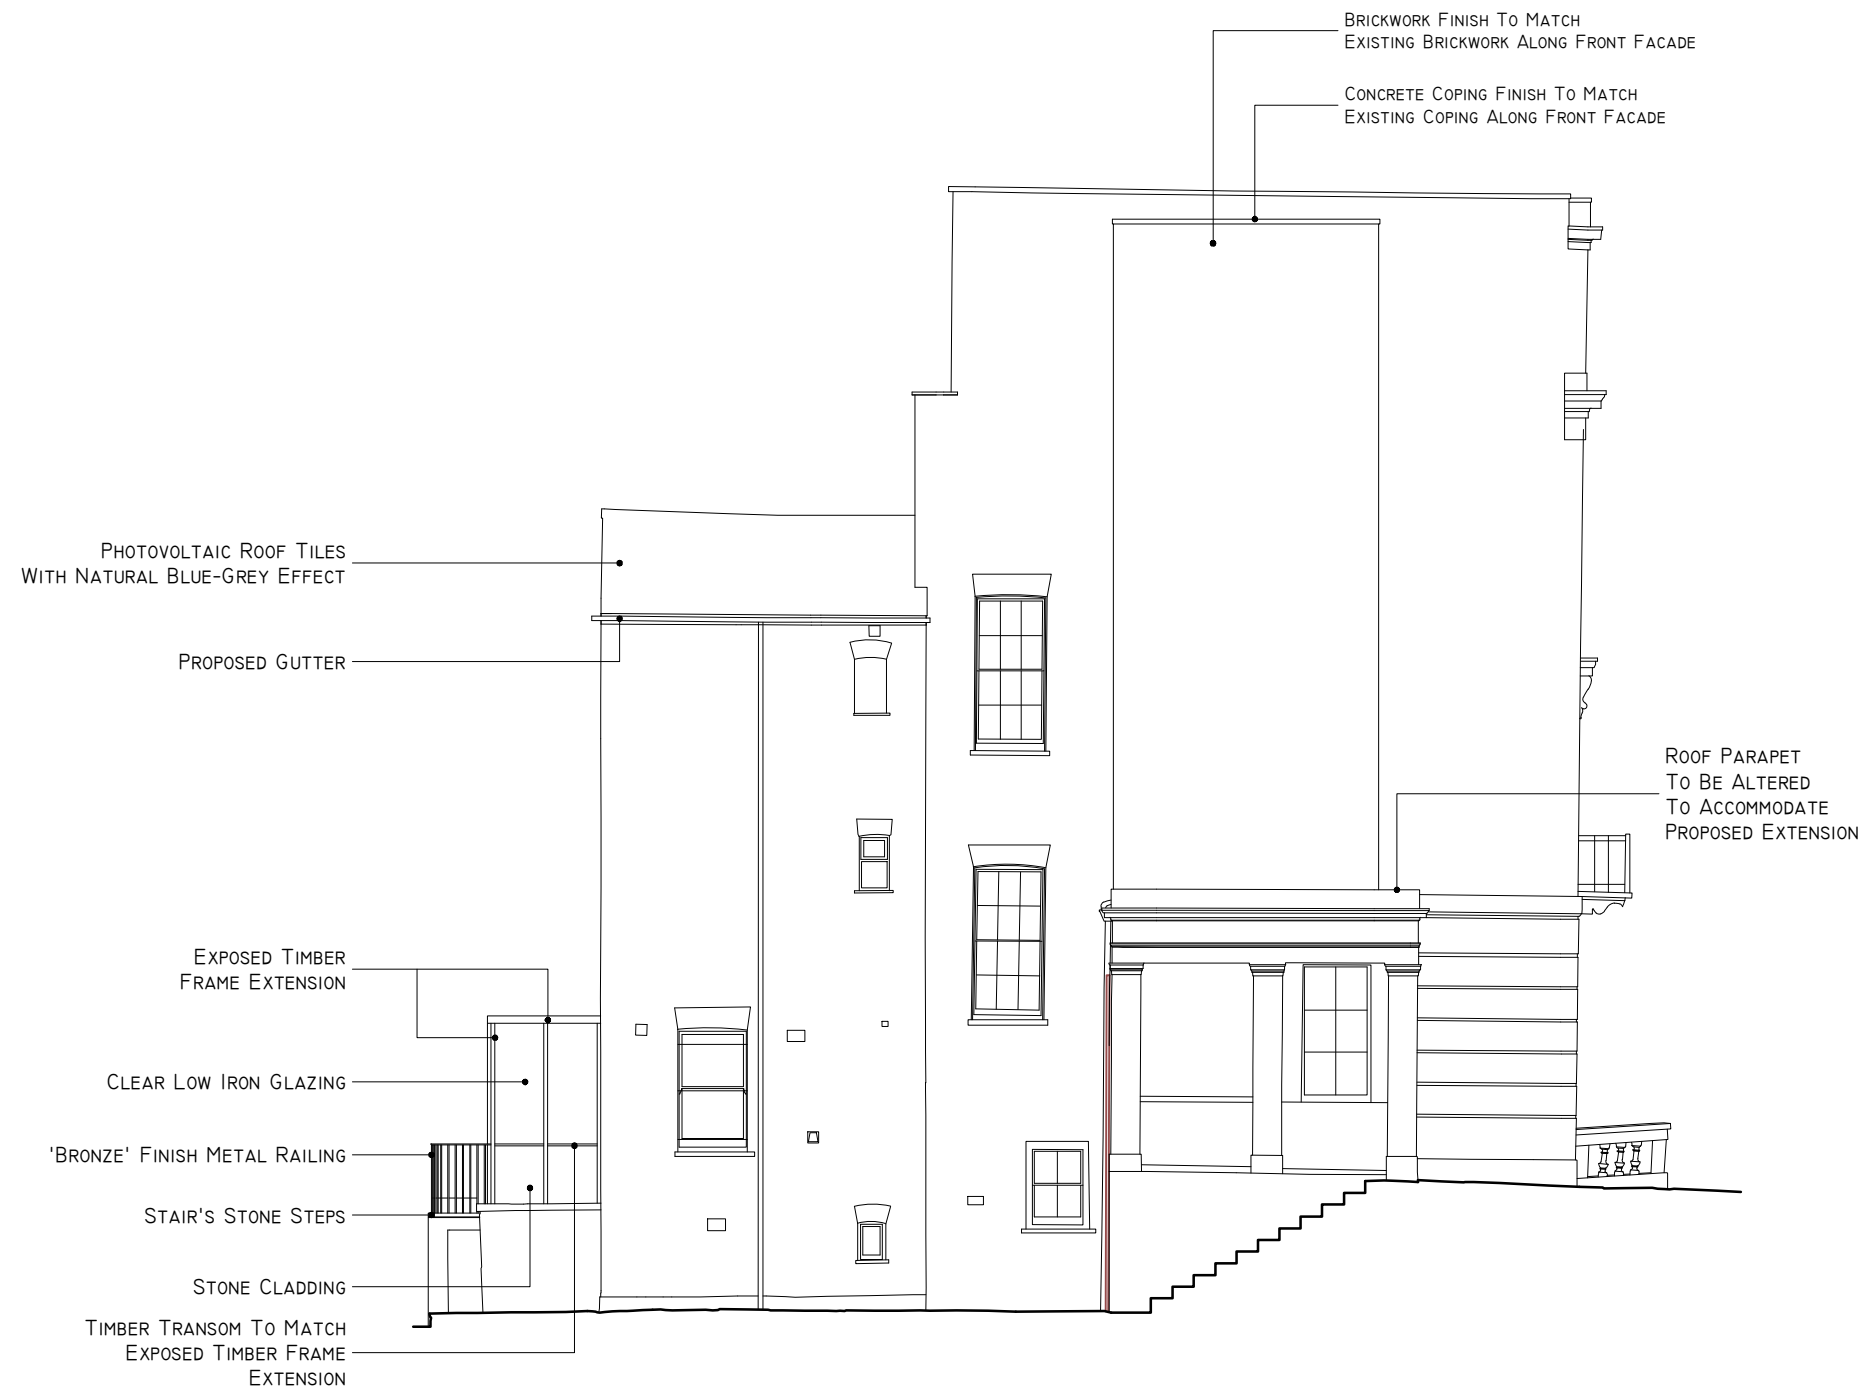 Brickwork Finish To Match
Existing Brickwork Along Front Facade
Concrete Coping Finish To Match
Existing Coping Along Front Facade
Photovoltaic Roof Tiles
With Natural Blue-Grey Effect
Proposed Gutter
Roof Parapet
To Be Altered
To Accommodate
Proposed Extension
Exposed Timber
Frame Extension
Clear Low Iron Glazing
'Bronze' Finish Metal Railing
Stair's Stone Steps
Stone Cladding
Timber Transom To Match
Exposed Timber Frame
Extension